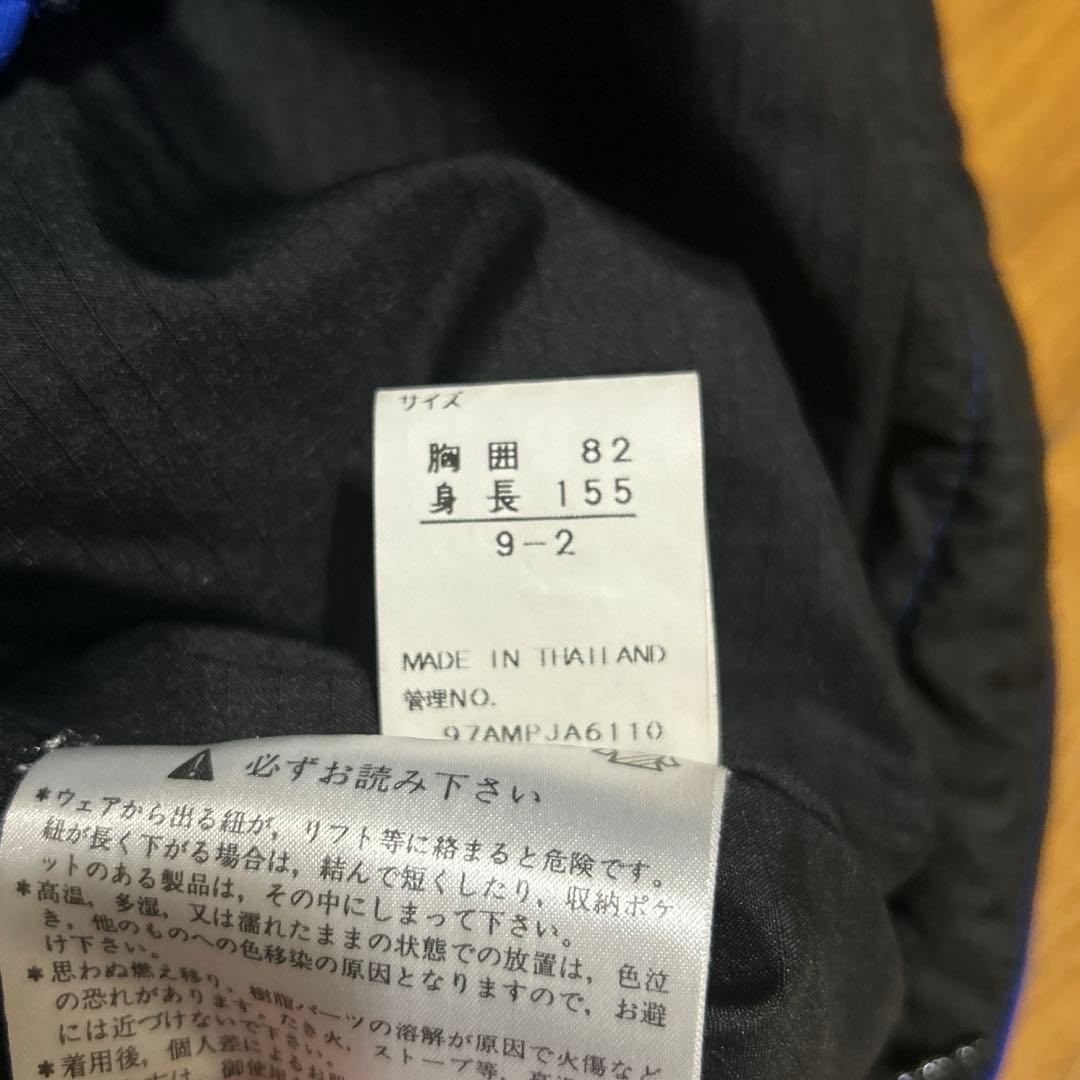 サイズ
胸囲 82
身長 155
9-2
MADE IN THAILAND
管理NO.
97AMPJA6110
必ずお読み下さい
*ウェアから出る紐が，リフト等に絡まると危険です。
紐が長く下がる場合は，結んで短くしたり，収納ポケ
ットのある製品は，その中にしまって下さい。
*高温，多湿，又は濡れたままの状態での放置は，色泣
き，他のものへの色移染の原因となりますので，お避
け下さい。
*思わぬ燃え移り，樹脂パーツの溶解が原因で火傷など
の恐れがあります。たき火，ストーブ等，高温
には近づけないで下さい。
*着用後，個人差によるお肌